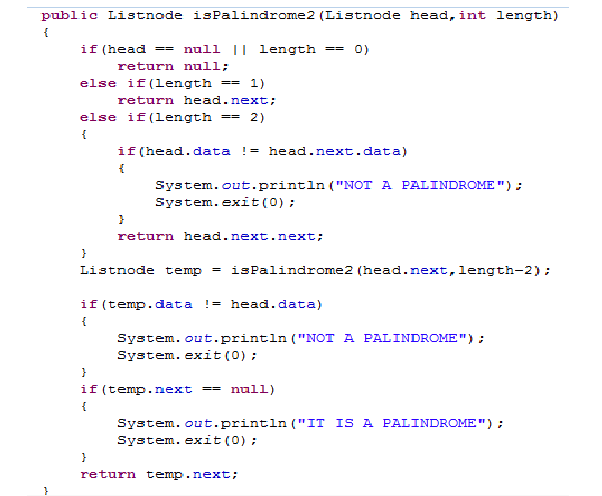 public Listnode isPalindrome2(Listnode head,int length)
{
    if(head == null || length == 0)
        return null;
    else if(length == 1)
        return head.next;
    else if(length == 2)
    {
        if(head.data != head.next.data)
        {
            System.out.println("NOT A PALINDROME");
            System.exit(0);
        }
        return head.next.next;
    }
    Listnode temp = isPalindrome2(head.next,length-2);

    if(temp.data != head.data)
    {
        System.out.println("NOT A PALINDROME");
        System.exit(0);
    }
    if(temp.next == null)
    {
        System.out.println("IT IS A PALINDROME");
        System.exit(0);
    }
    return temp.next;
}